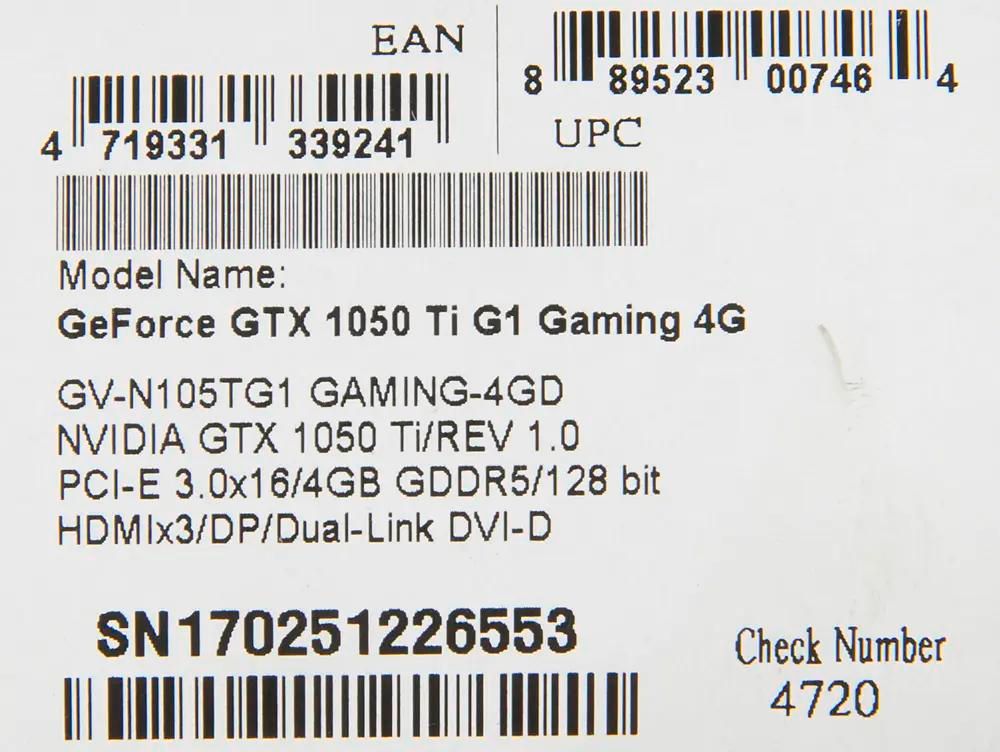 EAN
4 719331 339241
8 89523 00746 4
UPC
Model Name:
GeForce GTX 1050 Ti G1 Gaming 4G
GV-N105TG1 GAMING-4GD
NVIDIA GTX 1050 Ti/REV 1.0
PCI-E 3.0x16/4GB GDDR5/128 bit
HDMIx3/DP/Dual-Link DVI-D
SN170251226553
Check Number
4720